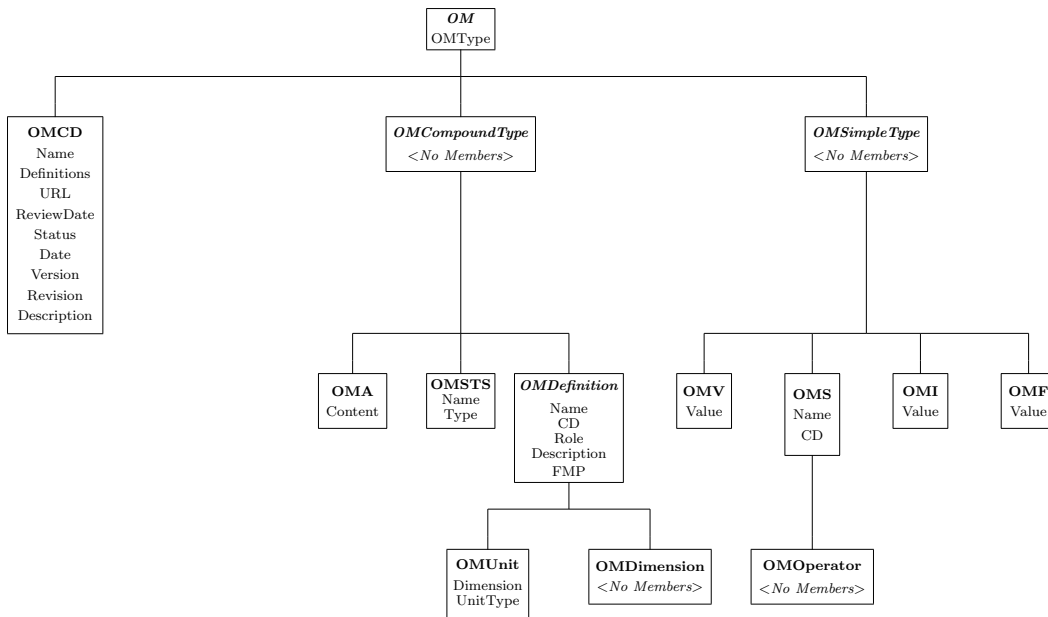 OM
OMType
OMCD
Name
Definitions
URL
ReviewDate
Status
Date
Version
Revision
Description
OMCompoundType
<No Members>
OMSimpleType
<No Members>
OMA
Content
OMSTS
Name
Type
OMDefinition
Name
CD
Role
Description
FMP
OMV
Value
OMS
Name
CD
OMI
Value
OMF
Value
OMUnit
Dimension
UnitType
OMDimension
<No Members>
OMOperator
<No Members>